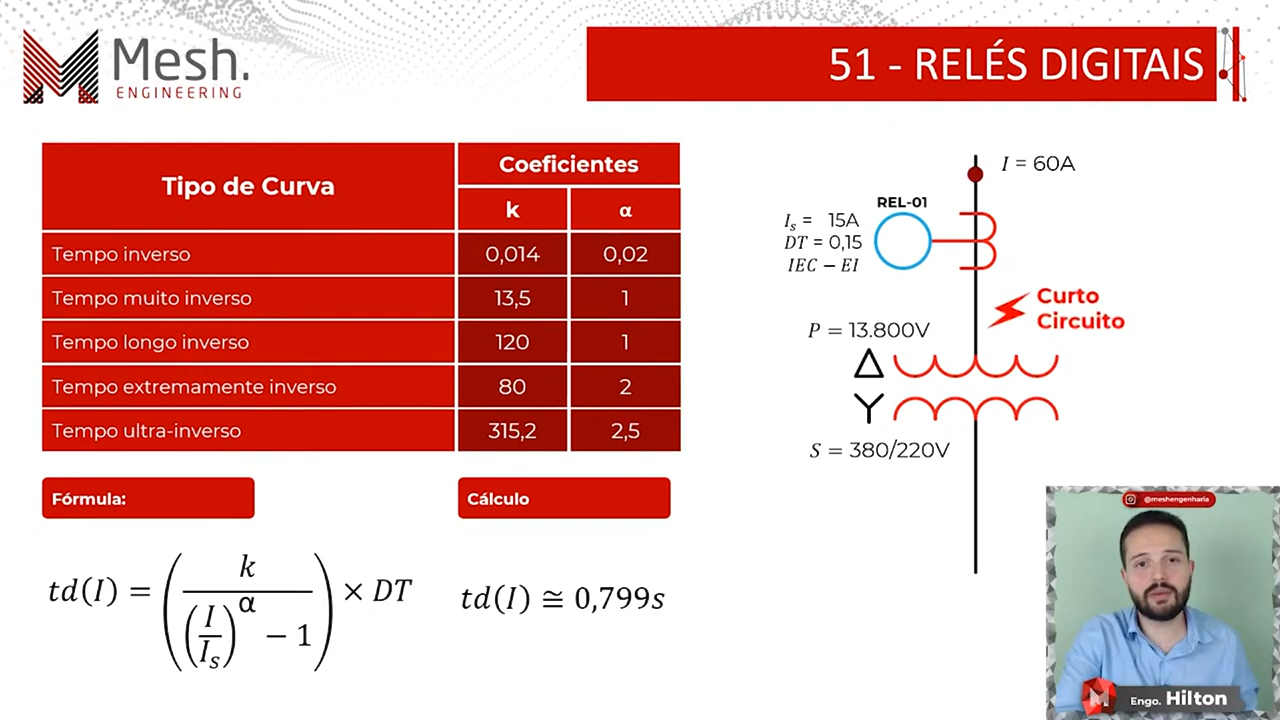 Mesh.
ENGINEERING
51 - RELÉS DIGITAIS
Tipo de Curva
Coeficientes
k α
Tempo inverso 0,014 0,02
Tempo muito inverso 13,5 1
Tempo longo inverso 120 1
Tempo extremamente inverso 80 2
Tempo ultra-inverso 315,2 2,5
Fórmula:
td(I) = (k / ((I/Is)^α − 1)) × DT
Cálculo
td(I) ≅ 0,799s
I = 60A
REL-01
Is = 15A
DT = 0,15
IEC − EI
Curto
Circuito
P = 13.800V
S = 380/220V
@meshengenharia
Engo. Hilton